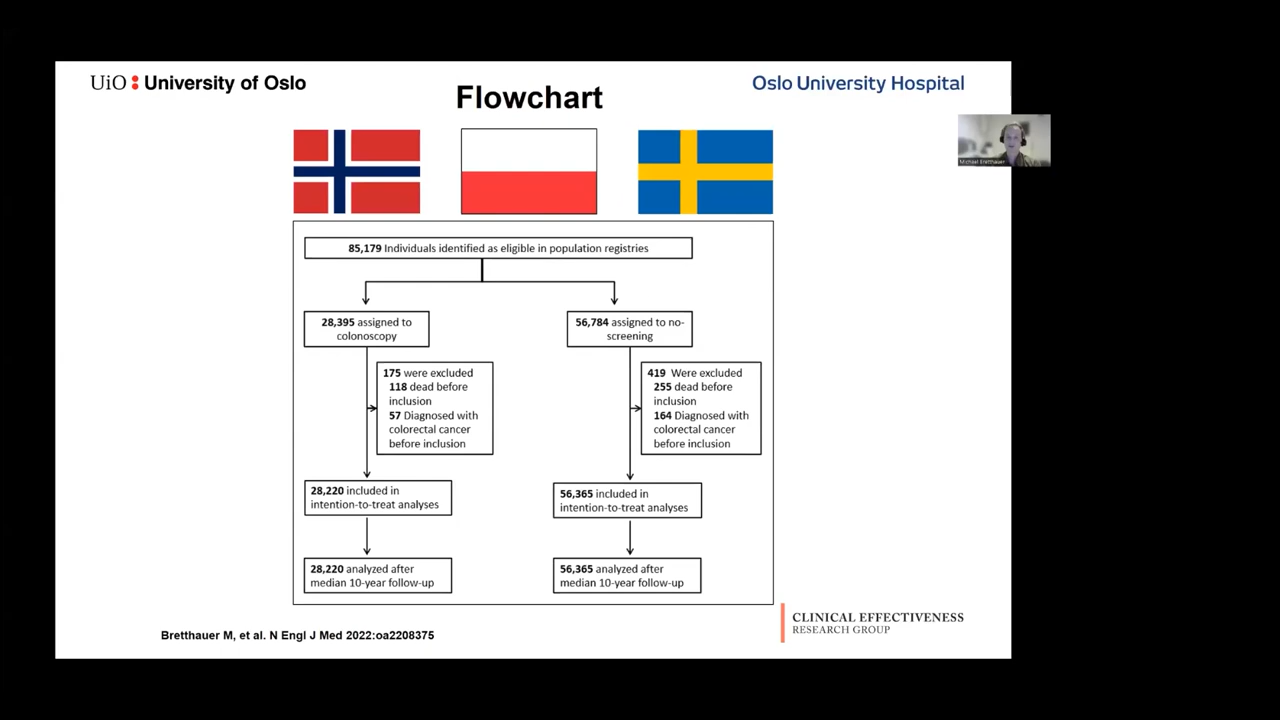 UiO : University of Oslo
Oslo University Hospital
Flowchart
Michael Bretthauer
85,179 Individuals identified as eligible in population registries
28,395 assigned to
colonoscopy
56,784 assigned to no-
screening
175 were excluded
118 dead before
inclusion
57 Diagnosed with
colorectal cancer
before inclusion
419 Were excluded
255 dead before
inclusion
164 Diagnosed with
colorectal cancer
before inclusion
28,220 included in
intention-to-treat analyses
56,365 included in
intention-to-treat analyses
28,220 analyzed after
median 10-year follow-up
56,365 analyzed after
median 10-year follow-up
Bretthauer M, et al. N Engl J Med 2022:oa2208375
CLINICAL EFFECTIVENESS
RESEARCH GROUP